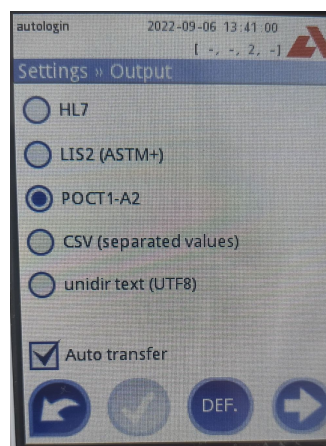 autologin 2022-09-06 13:41:00
[ -, -, 2, -]
Settings » Output
HL7
LIS2 (ASTM+)
POCT1-A2
CSV (separated values)
unidir text (UTF8)
Auto transfer
DEF.